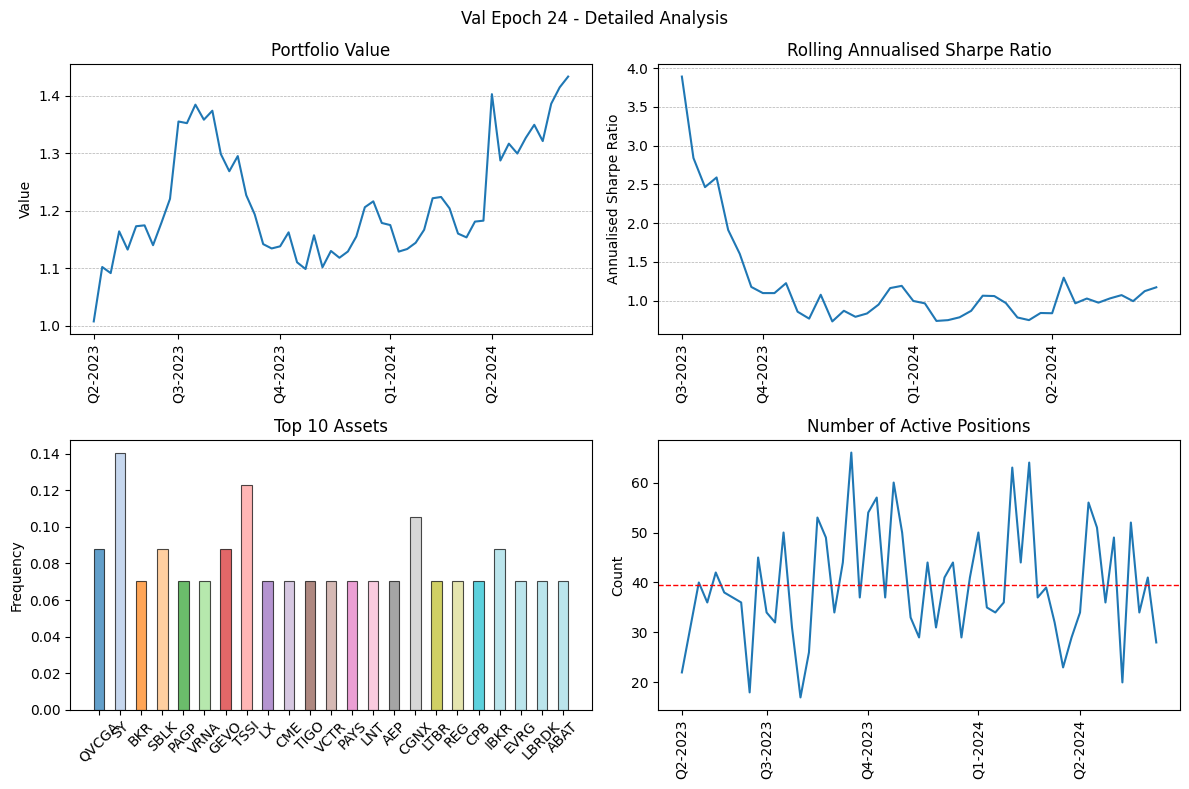 Val Epoch 24 - Detailed Analysis
Portfolio Value
Value
1.4
1.3
1.2
1.1
1.0
Q2-2023
Q3-2023
Q4-2023
Q1-2024
Q2-2024
Rolling Annualised Sharpe Ratio
Annualised Sharpe Ratio
4.0
3.5
3.0
2.5
2.0
1.5
1.0
Q3-2023
Q4-2023
Q1-2024
Q2-2024
Top 10 Assets
Frequency
0.14
0.12
0.10
0.08
0.06
0.04
0.02
0.00
QVCGA
SY
BKR
SBLK
PAGP
VRNA
GEVO
TSSI
LX
CME
TIGO
VCTR
PAYS
LNT
AEP
CGNX
LTBR
REG
CPB
IBKR
EVRG
LBRDK
ABAT
Number of Active Positions
Count
60
50
40
30
20
Q2-2023
Q3-2023
Q4-2023
Q1-2024
Q2-2024